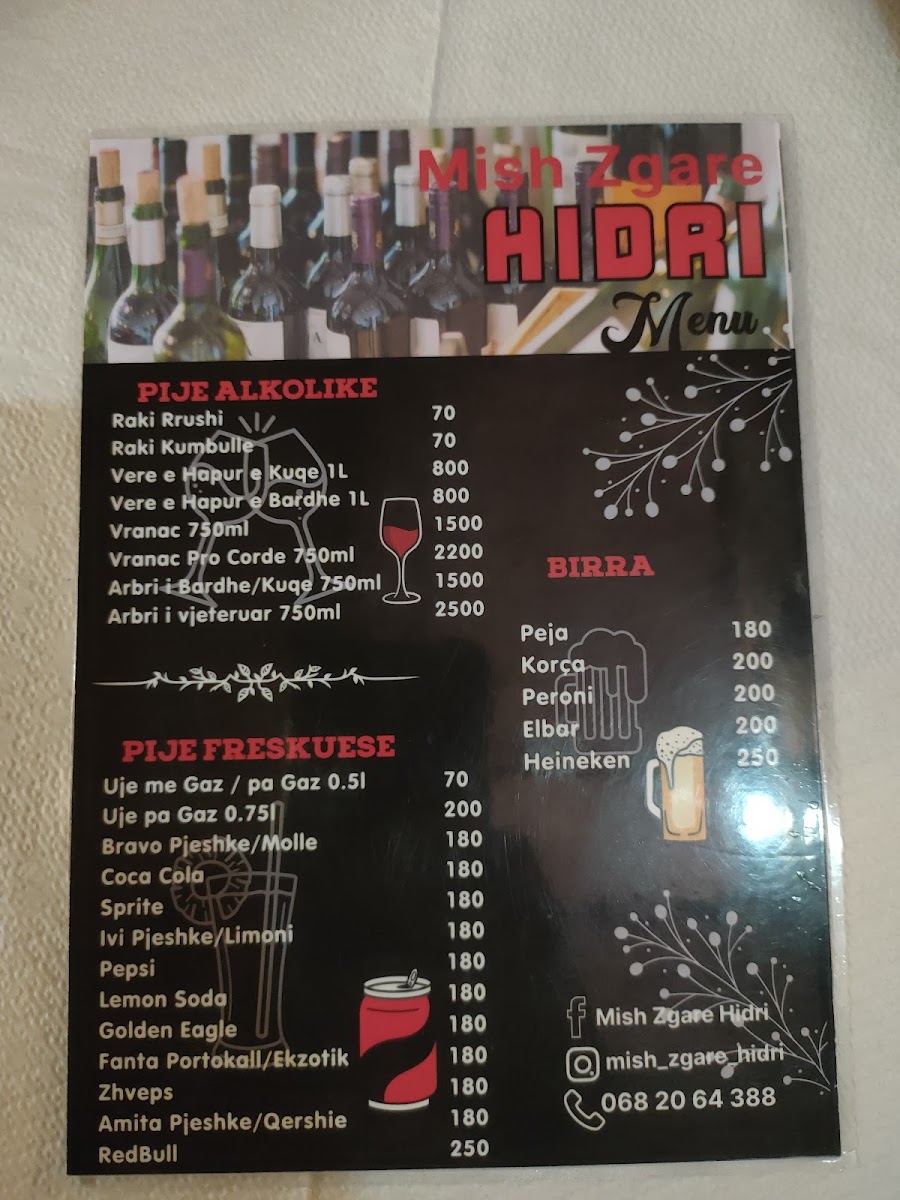 Mish Zgare
HIDRI
Menu
PIJE ALKOLIKE
Raki Rrushi 70
Raki Kumbulle 70
Vere e Hapur e Kuqe 1L 800
Vere e Hapur e Bardhe 1L 800
Vranac 750ml 1500
Vranac Pro Corde 750ml 2200
Arbri i Bardhe/Kuqe 750ml 1500
Arbri i vjeteruar 750ml 2500
PIJE FRESKUESE
Uje me Gaz / pa Gaz 0.5l 70
Uje pa Gaz 0.75l 200
Bravo Pjeshke/Molle 180
Coca Cola 180
Sprite 180
Ivi Pjeshke/Limoni 180
Pepsi 180
Lemon Soda 180
Golden Eagle 180
Fanta Portokall/Ekzotik 180
Zhveps 180
Amita Pjeshke/Qershie 180
RedBull 250
BIRRA
Peja 180
Korca 200
Peroni 200
Elbar 200
Heineken 250
Mish Zgare Hidri
mish_zgare_hidri
068 20 64 388